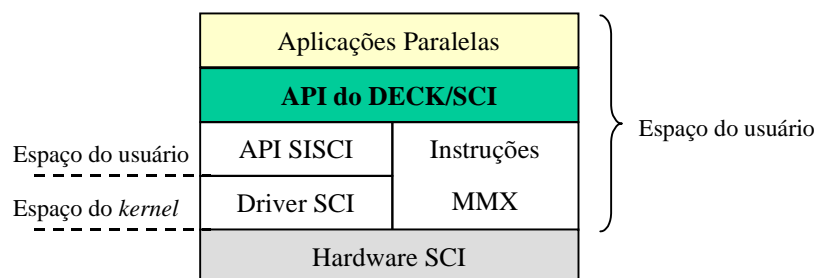 Aplicações Paralelas
API do DECK/SCI
Espaço do usuário
API SISCI
Instruções
MMX
Espaço do usuário
Espaço do kernel
Driver SCI
Hardware SCI